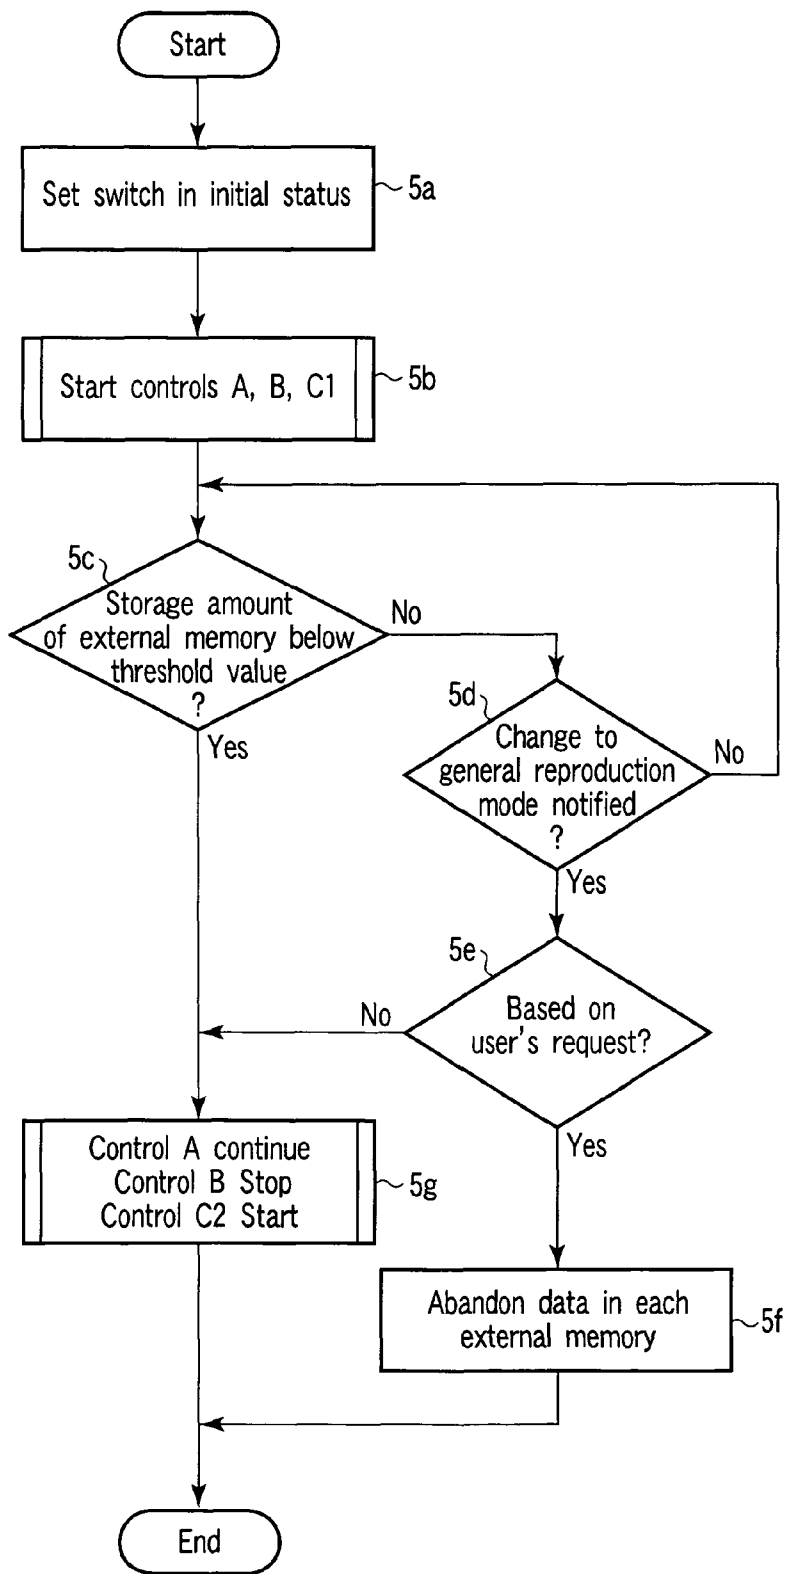 Start
Set switch in initial status
5a
Start controls A, B, C1
5b
5c
Storage amount
of external memory below
threshold value
?
No
Yes
5d
Change to
general reproduction
mode notified
?
No
Yes
5e
Based on
user's request?
No
Yes
Control A continue
Control B Stop
Control C2 Start
5g
Abandon data in each
external memory
5f
End